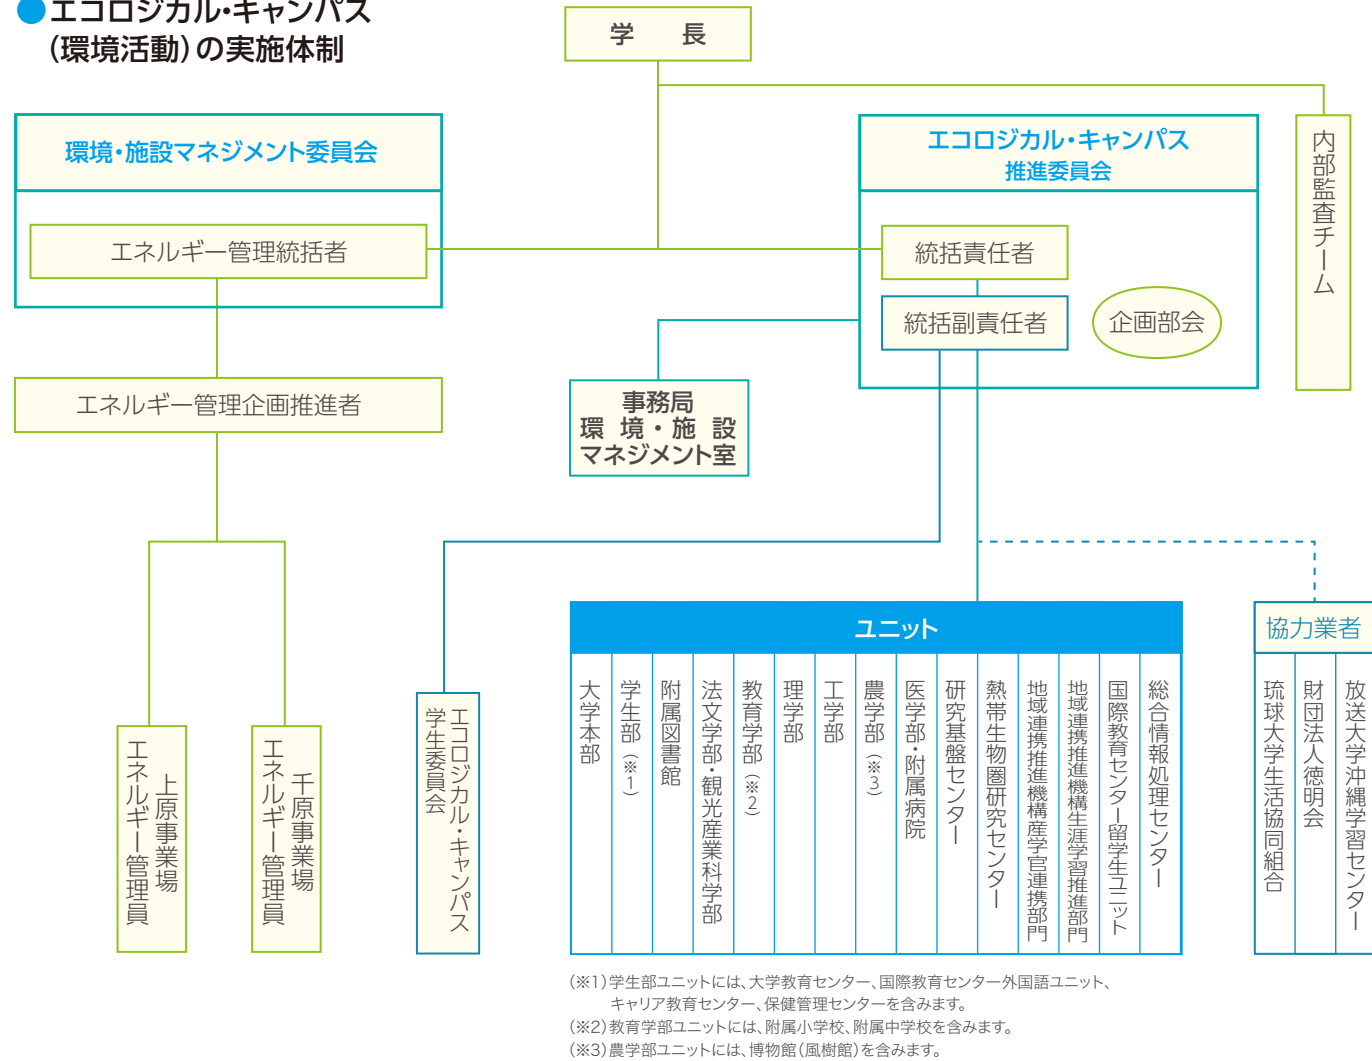 ●エコロジカル・キャンパス
(環境活動)の実施体制
学　長
環境・施設マネジメント委員会
エネルギー管理統括者
エネルギー管理企画推進者
エコロジカル・キャンパス
推進委員会
統括責任者
統括副責任者
企画部会
内部監査チーム
事務局
環　境・施　設
マネジメント室
上原事業場
エネルギー管理員
千原事業場
エネルギー管理員
エコロジカル・キャンパス
学生委員会
ユニット
大学本部
学生部(※1)
附属図書館
法文学部・観光産業科学部
教育学部(※2)
理学部
工学部
農学部(※3)
医学部・附属病院
研究基盤センター
熱帯生物圏研究センター
地域連携推進機構産学官連携部門
地域連携推進機構生涯学習推進部門
国際教育センター留学生ユニット
総合情報処理センター
協力業者
琉球大学生活協同組合
財団法人徳明会
放送大学沖縄学習センター
(※1)学生部ユニットには、大学教育センター、国際教育センター外国語ユニット、
キャリア教育センター、保健管理センターを含みます。
(※2)教育学部ユニットには、附属小学校、附属中学校を含みます。
(※3)農学部ユニットには、博物館(風樹館)を含みます。